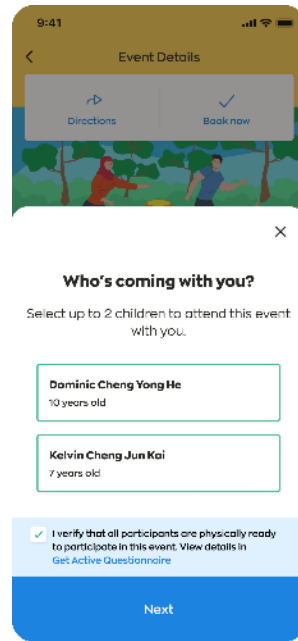 9:41
Event Details
Directions
Book now
Who's coming with you?
Select up to 2 children to attend this event
with you.
Dominic Cheng Yong He
10 years old
Kelvin Cheng Jun Kai
7 years old
I verify that all participants are physically ready
to participate in this event. View details in
Get Active Questionnaire
Next